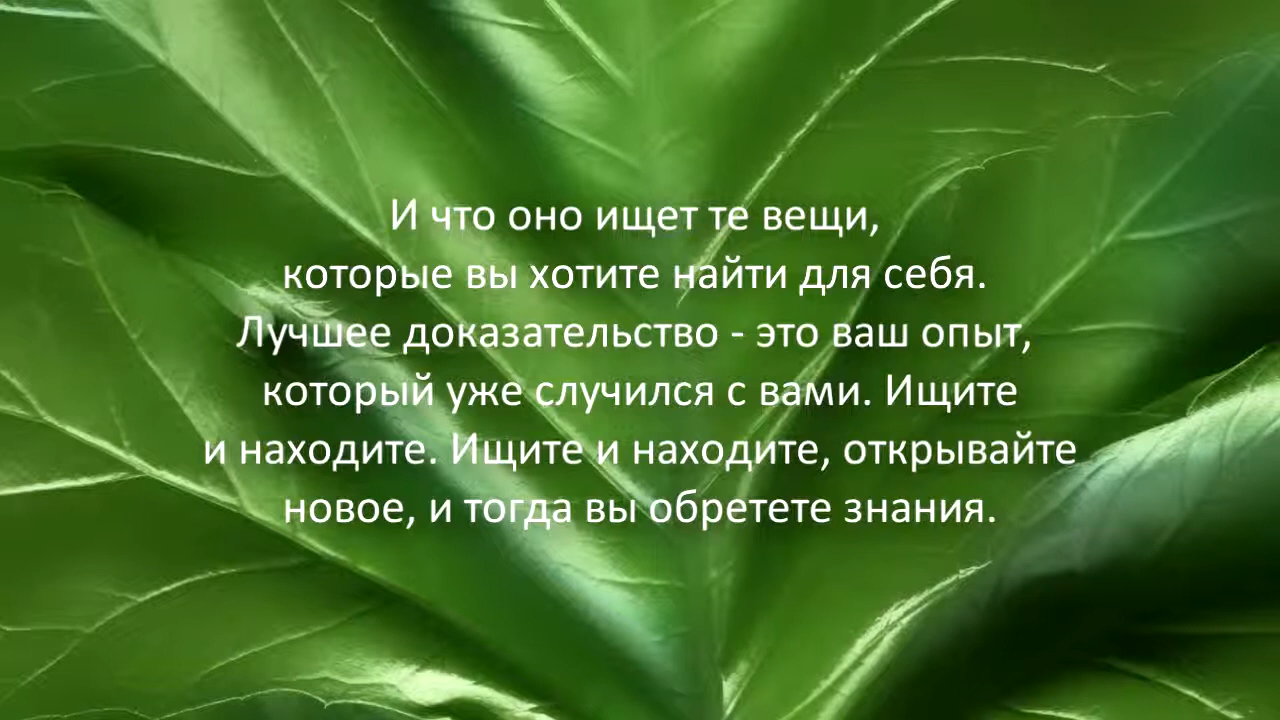 И что оно ищет те вещи,
которые вы хотите найти для себя.
Лучшее доказательство - это ваш опыт,
который уже случился с вами. Ищите
и находите. Ищите и находите, открывайте
новое, и тогда вы обретете знания.